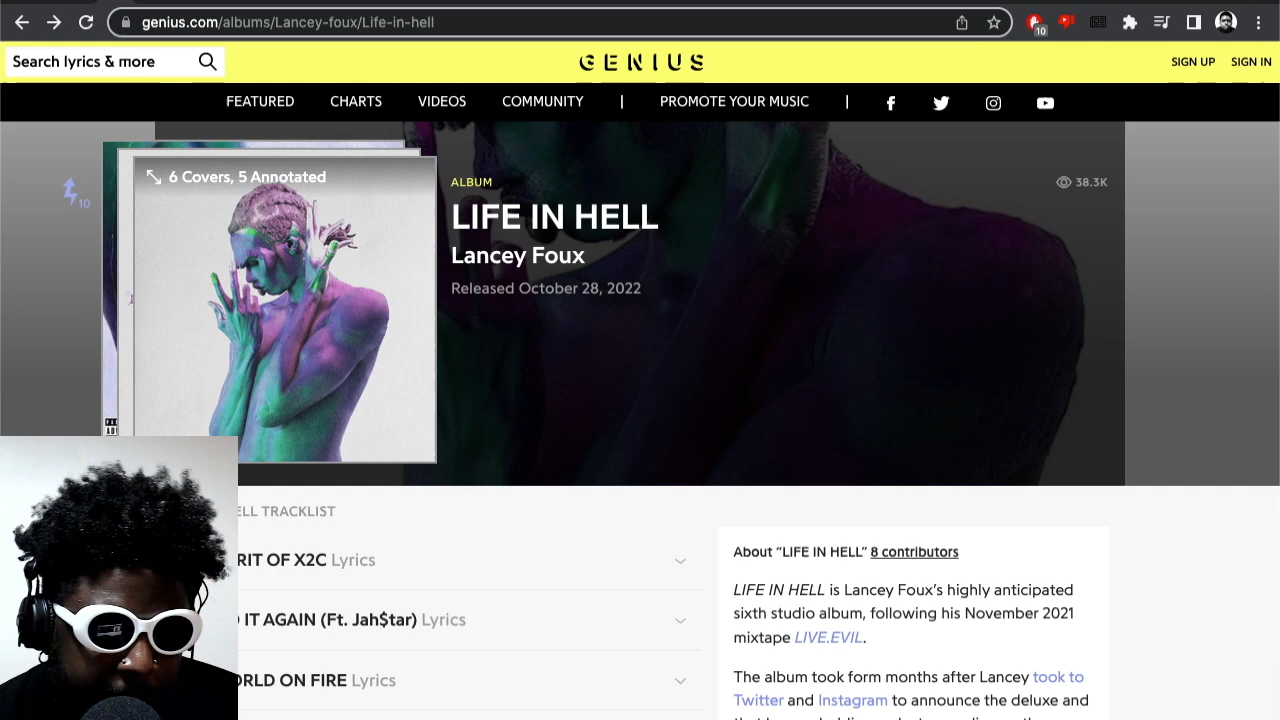 genius.com/albums/Lancey-foux/Life-in-hell
10
Search lyrics & more
GENIUS
SIGN UP
SIGN IN
FEATURED
CHARTS
VIDEOS
COMMUNITY
|
PROMOTE YOUR MUSIC
|
10
6 Covers, 5 Annotated
ALBUM
38.3K
LIFE IN HELL
Lancey Foux
Released October 28, 2022
ELL TRACKLIST
RIT OF X2C Lyrics
IT AGAIN (Ft. Jah$tar) Lyrics
ORLD ON FIRE Lyrics
About “LIFE IN HELL” 8 contributors
LIFE IN HELL is Lancey Foux’s highly anticipated
sixth studio album, following his November 2021
mixtape LIVE.EVIL.
The album took form months after Lancey took to
Twitter and Instagram to announce the deluxe and